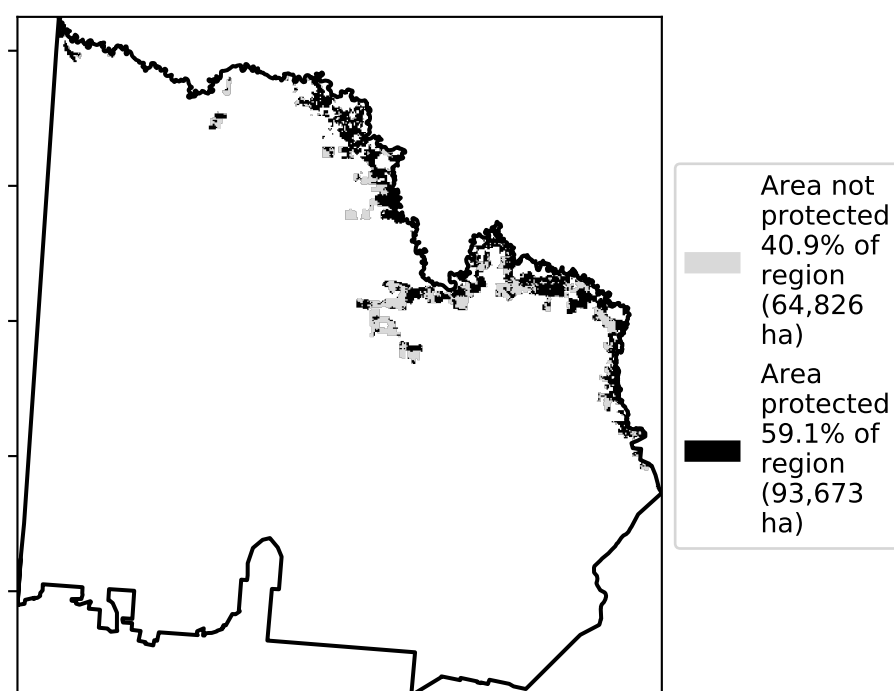 Area not
protected
40.9% of
region
(64,826
ha)
Area
protected
59.1% of
region
(93,673
ha)